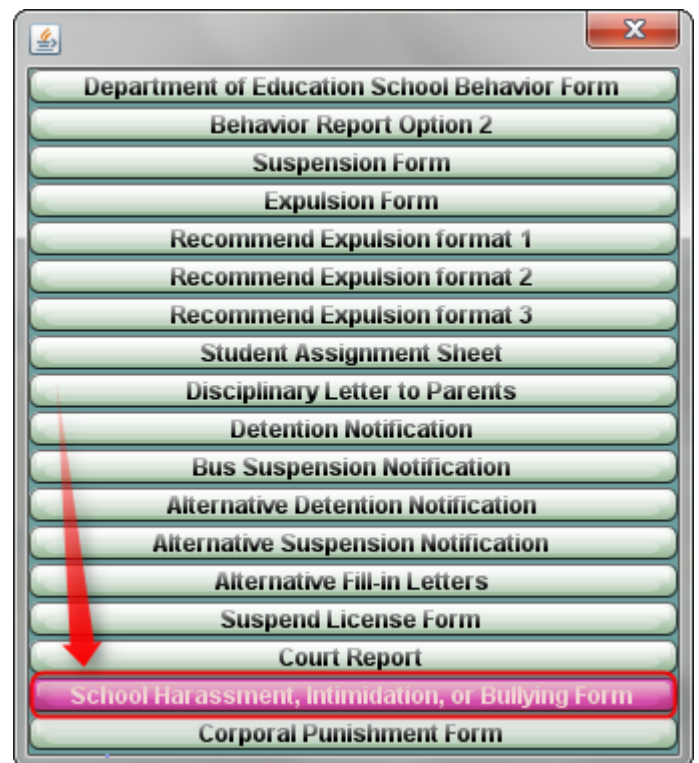 Department of Education School Behavior Form
Behavior Report Option 2
Suspension Form
Expulsion Form
Recommend Expulsion format 1
Recommend Expulsion format 2
Recommend Expulsion format 3
Student Assignment Sheet
Disciplinary Letter to Parents
Detention Notification
Bus Suspension Notification
Alternative Detention Notification
Alternative Suspension Notification
Alternative Fill-in Letters
Suspend License Form
Court Report
School Harassment, Intimidation, or Bullying Form
Corporal Punishment Form